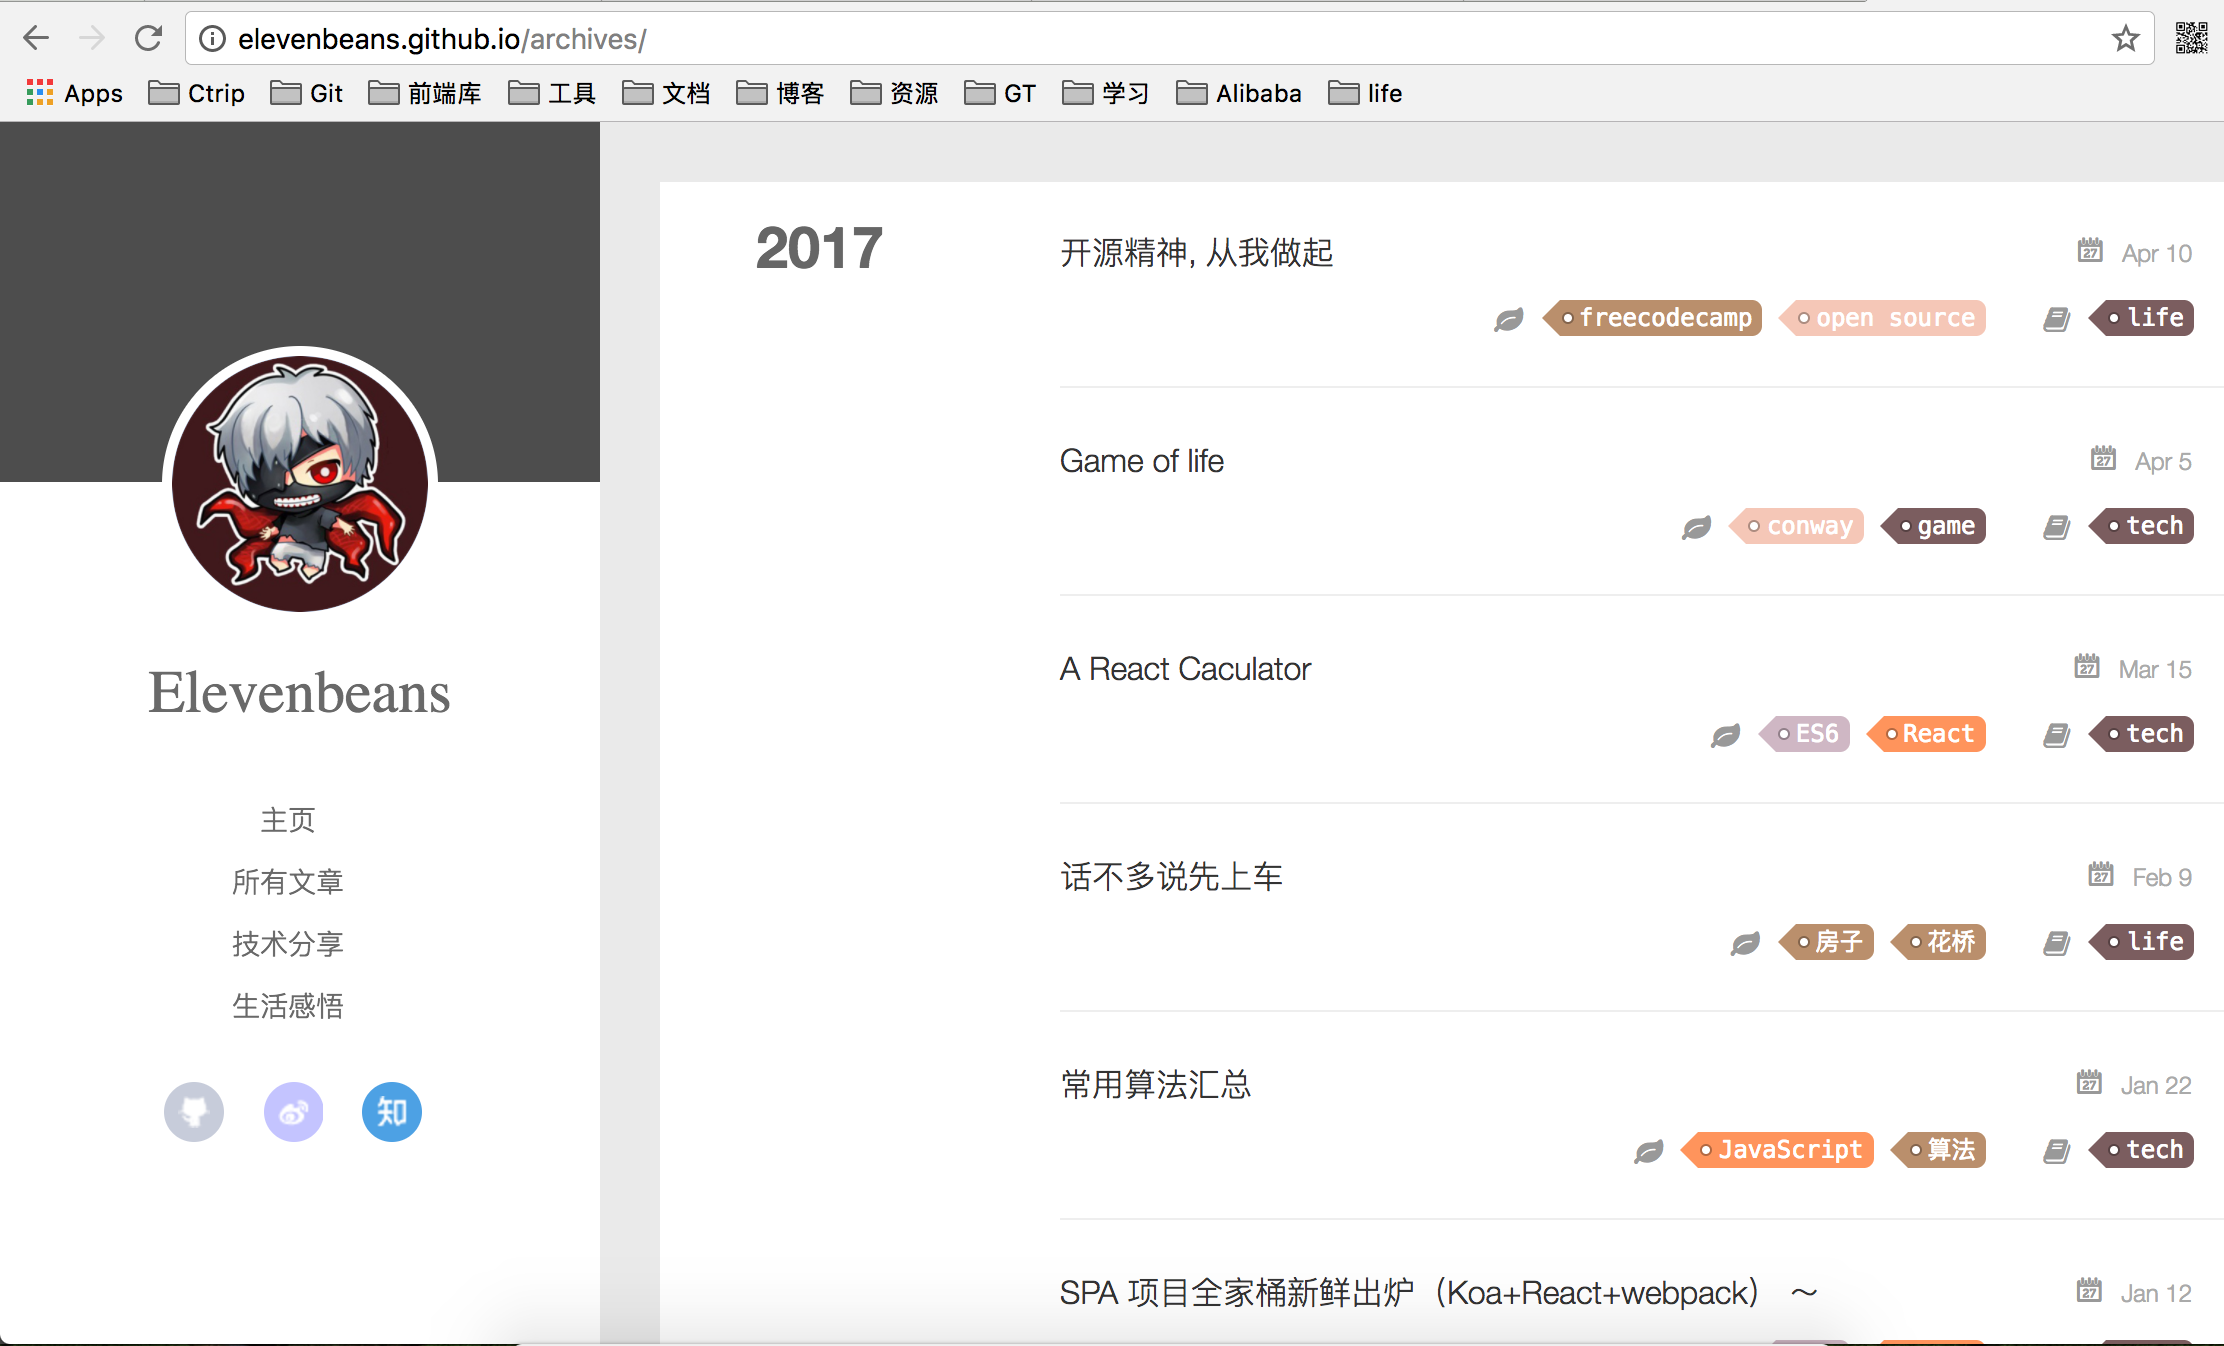 elevenbeans.github.io/archives/
Apps Ctrip Git 前端库 工具 文档 博客 资源 GT 学习 Alibaba life
Elevenbeans
主页
所有文章
技术分享
生活感悟
知
2017
开源精神, 从我做起
27 Apr 10
freecodecamp open source life
Game of life
27 Apr 5
conway game tech
A React Caculator
27 Mar 15
ES6 React tech
话不多说先上车
27 Feb 9
房子 花桥 life
常用算法汇总
27 Jan 22
JavaScript 算法 tech
SPA 项目全家桶新鲜出炉（Koa+React+webpack） ～
27 Jan 12